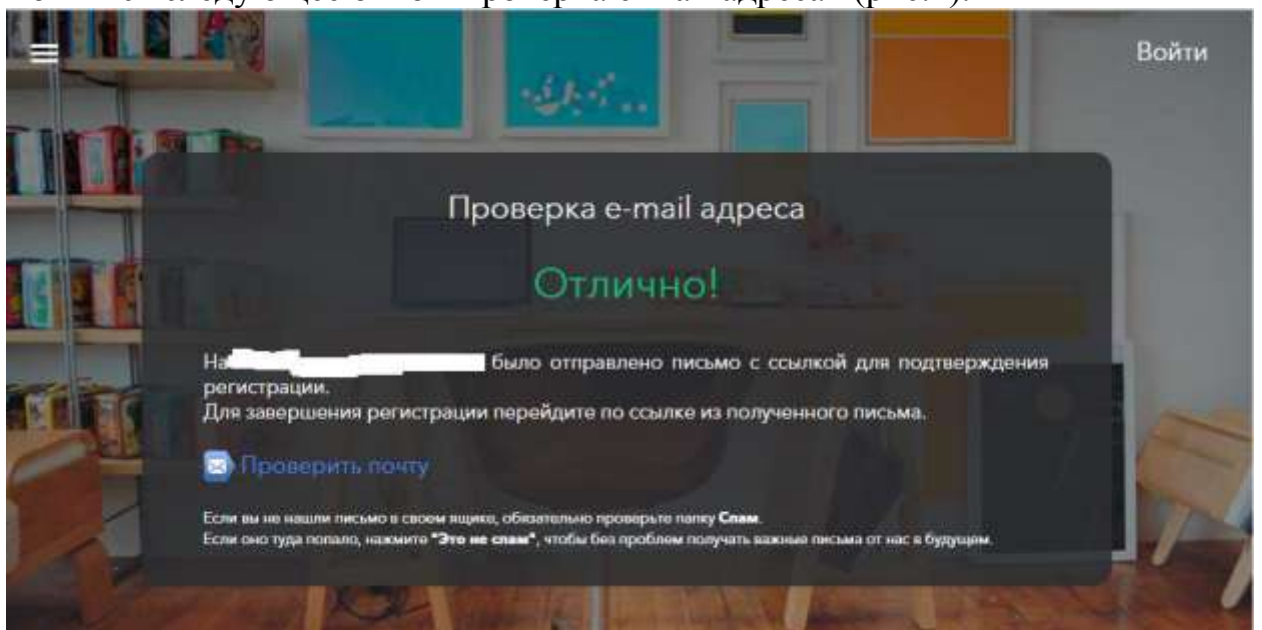 Войти
Проверка e-mail адреса
Отлично!
На было отправлено письмо с ссылкой для подтверждения
регистрации.
Для завершения регистрации перейдите по ссылке из полученного письма.
Проверить почту
Если вы не нашли письмо в своем ящике, обязательно проверьте папку Спам.
Если оно туда попало, нажмите "Это не спам", чтобы без проблем получать важные письма от нас в будущем.